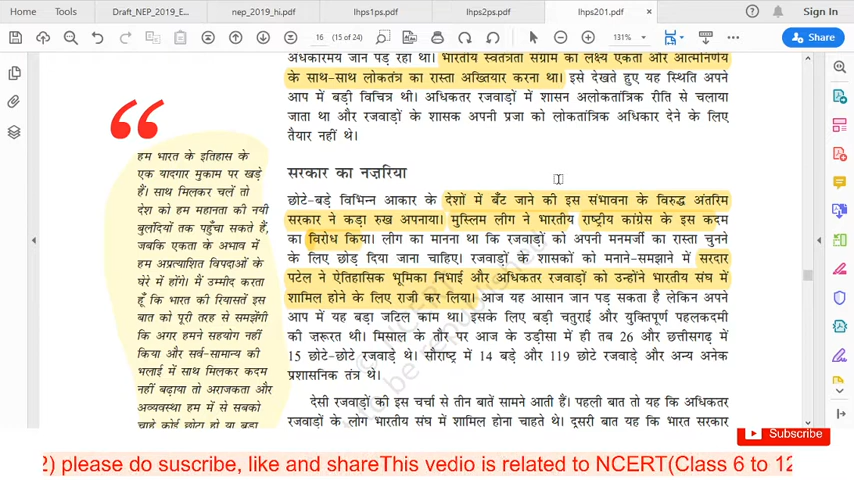 Home Tools Draft_NEP_2019_E... nep_2019_hi.pdf lhps1ps.pdf lhps2ps.pdf lhps201.pdf × Sign In
16 (15 of 24) 131% Share
अधिकारमय जान पड़ रहा था। भारतीय स्वतंत्रता संग्राम का लक्ष्य एकता और आत्मनिर्णय
के साथ-साथ लोकतंत्र का रास्ता अख्तियार करना था। इसे देखते हुए यह स्थिति अपने
आप में बड़ी विचित्र थी। अधिकतर रजवाड़ों में शासन अलोकतांत्रिक रीति से चलाया
जाता था और रजवाड़ों के शासक अपनी प्रजा को लोकतांत्रिक अधिकार देने के लिए
तैयार नहीं थे।
सरकार का नज़रिया
छोटे-बड़े विभिन्न आकार के देशों में बँट जाने की इस संभावना के विरुद्ध अंतरिम
सरकार ने कड़ा रुख अपनाया। मुस्लिम लीग ने भारतीय राष्ट्रीय कांग्रेस के इस कदम
का विरोध किया। लीग का मानना था कि रजवाड़ों को अपनी मनमर्जी का रास्ता चुनने
के लिए छोड़ दिया जाना चाहिए। रजवाड़ों के शासकों को मनाने-समझाने में सरदार
पटेल ने ऐतिहासिक भूमिका निभाई और अधिकतर रजवाड़ों को उन्होंने भारतीय संघ में
शामिल होने के लिए राजी कर लिया। आज यह आसान जान पड़ सकता है लेकिन अपने
आप में यह बड़ा जटिल काम था। इसके लिए बड़ी चतुराई और युक्तिपूर्ण पहलकदमी
की ज़रूरत थी। मिसाल के तौर पर आज के उड़ीसा में ही तब 26 और छत्तीसगढ़ में
15 छोटे-छोटे रजवाड़े थे। सौराष्ट्र में 14 बड़े और 119 छोटे रजवाड़े और अन्य अनेक
प्रशासनिक तंत्र थे।
देसी रजवाड़ों की इस चर्चा से तीन बातें सामने आती हैं। पहली बात तो यह कि अधिकतर
रजवाड़ों के लोग भारतीय संघ में शामिल होना चाहते थे। दूसरी बात यह कि भारत सरकार
“
हम भारत के इतिहास के
एक यादगार मुकाम पर खड़े
हैं। साथ मिलकर चलें तो
देश को हम महानता की नयी
बुलंदियों तक पहुँचा सकते हैं,
जबकि एकता के अभाव में
हम अप्रत्याशित विपदाओं के
घेरे में होंगे। मैं उम्मीद करता
हूँ कि भारत की रियासतें इस
बात को पूरी तरह से समझेंगी
कि अगर हमने सहयोग नहीं
किया और सर्व-सामान्य की
भलाई में साथ मिलकर कदम
नहीं बढ़ाया तो अराजकता और
अव्यवस्था हम में से सबको
चाहे कोई छोटा हो या बड़ा
© NCERT
to be republished
Subscribe
2) please do suscribe, like and shareThis vedio is related to NCERT(Class 6 to 12